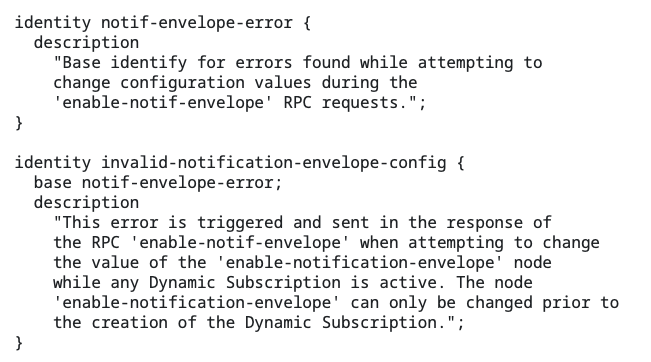 identity notif-envelope-error {
  description
    "Base identify for errors found while attempting to
    change configuration values during the
    'enable-notif-envelope' RPC requests.";
}

identity invalid-notification-envelope-config {
  base notif-envelope-error;
  description
    "This error is triggered and sent in the response of
    the RPC 'enable-notif-envelope' when attempting to change
    the value of the 'enable-notification-envelope' node
    while any Dynamic Subscription is active. The node
    'enable-notification-envelope' can only be changed prior to
    the creation of the Dynamic Subscription.";
}